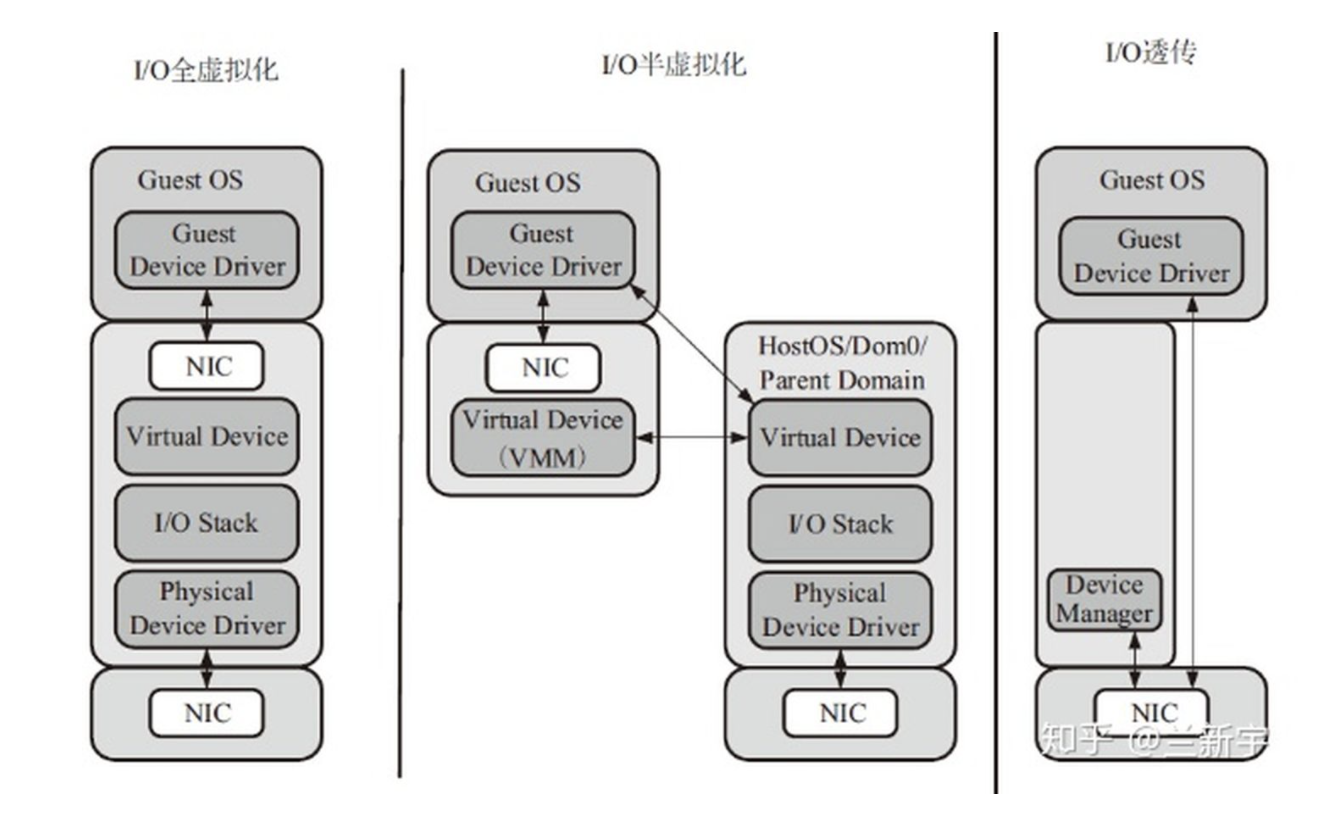 I/O全虚拟化
Guest OS
Guest
Device Driver
NIC
Virtual Device
I/O Stack
Physical
Device Driver
NIC
I/O半虚拟化
Guest OS
Guest
Device Driver
NIC
Virtual Device
（VMM）
HostOS/Dom0/
Parent Domain
Virtual Device
I/O Stack
Physical
Device Driver
NIC
I/O透传
Guest OS
Guest
Device Driver
Device
Manager
NIC
知乎 @兰新宇